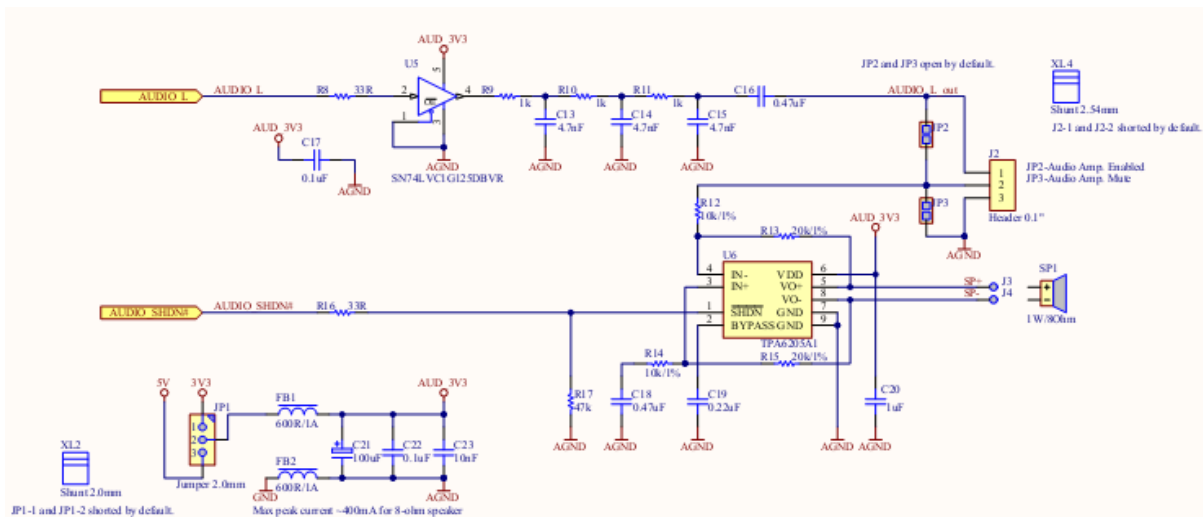 AUD_3V3
U5
JP2 and JP3 open by default.
XL4
AUDIO_L
AUDIO_L
R8
33R
2
5
4
OE
1
3
R9
1k
R10
1k
R11
1k
C16
0.47uF
AUDIO_L_out
Shunt 2.54mm
C13
4.7nF
C14
4.7nF
C15
4.7nF
JP2
J2-1 and J2-2 shorted by default.
AUD_3V3
C17
0.1uF
AGND
AGND
SN74LVC1G125DBVR
AGND
AGND
AGND
J2
1
2
3
JP2-Audio Amp. Enabled
JP3-Audio Amp. Mute
Header 0.1"
R12
10k/1%
JP3
AUD_3V3
AGND
R13
20k/1%
U6
4
IN-
VDD
6
3
IN+
VO+
5
VO-
8
1
SHDN
GND
7
2
BYPASS
GND
9
TPA6205A1
SP+
J3
SP-
J4
SP1
1W/8Ohm
AUDIO_SHDN#
AUDIO_SHDN#
R16
33R
R14
10k/1%
R15
20k/1%
R17
47k
C18
0.47uF
C19
0.22uF
C20
1uF
AGND
AGND
AGND
AGND
AGND
5V
3V3
JP1
1
2
3
Jumper 2.0mm
FB1
600R/1A
AUD_3V3
C21
100uF
C22
0.1uF
C23
10nF
FB2
600R/1A
GND
AGND
XL2
Shunt 2.0mm
JP1-1 and JP1-2 shorted by default.
Max peak current ~400mA for 8-ohm speaker